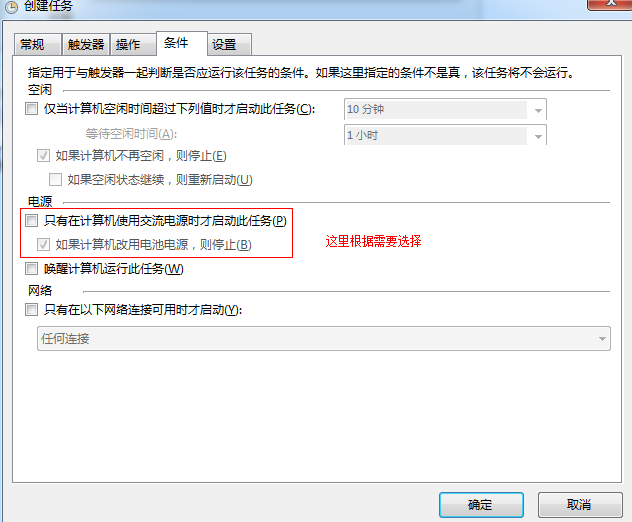 创建任务
常规 触发器 操作 条件 设置
指定用于与触发器一起判断是否应运行该任务的条件。如果这里指定的条件不是真，该任务将不会运行。
空闲
仅当计算机空闲时间超过下列值时才启动此任务(C): 10 分钟
等待空闲时间(A): 1 小时
如果计算机不再空闲，则停止(E)
如果空闲状态继续，则重新启动(U)
电源
只有在计算机使用交流电源时才启动此任务(P)
如果计算机改用电池电源，则停止(B) 这里根据需要选择
唤醒计算机运行此任务(W)
网络
只有在以下网络连接可用时才启动(Y):
任何连接
确定 取消